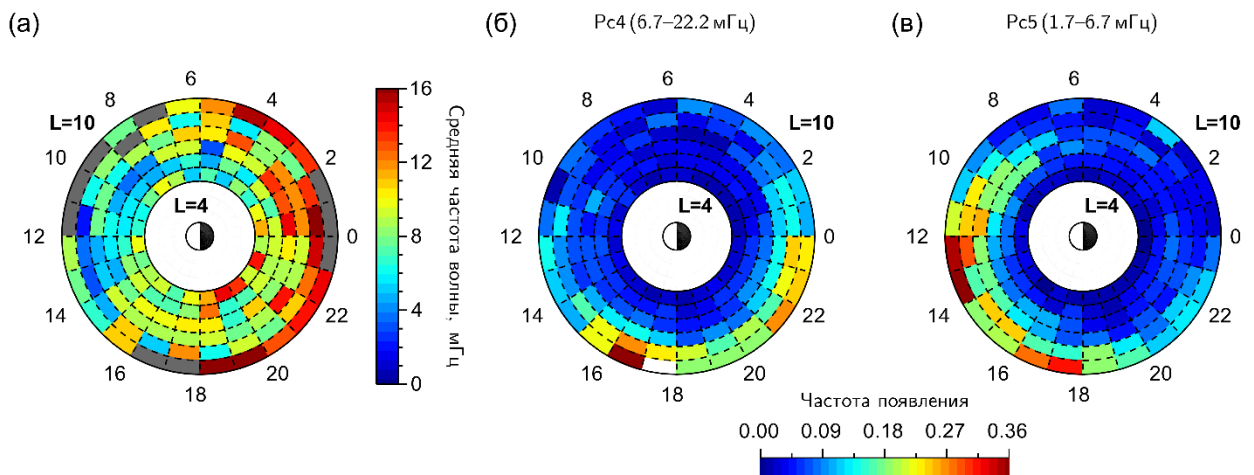 (а)
(б)
(в)
Pc4 (6.7–22.2 мГц)
Pc5 (1.7–6.7 мГц)
6
4
2
0
22
20
18
16
14
12
10
8
L=10
L=4
16
12
8
4
0
Средняя частота волны, мГц
6
4
2
0
22
20
18
16
14
12
10
8
L=10
L=4
6
4
2
0
22
20
18
16
14
12
10
8
L=10
L=4
Частота появления
0.00 0.09 0.18 0.27 0.36